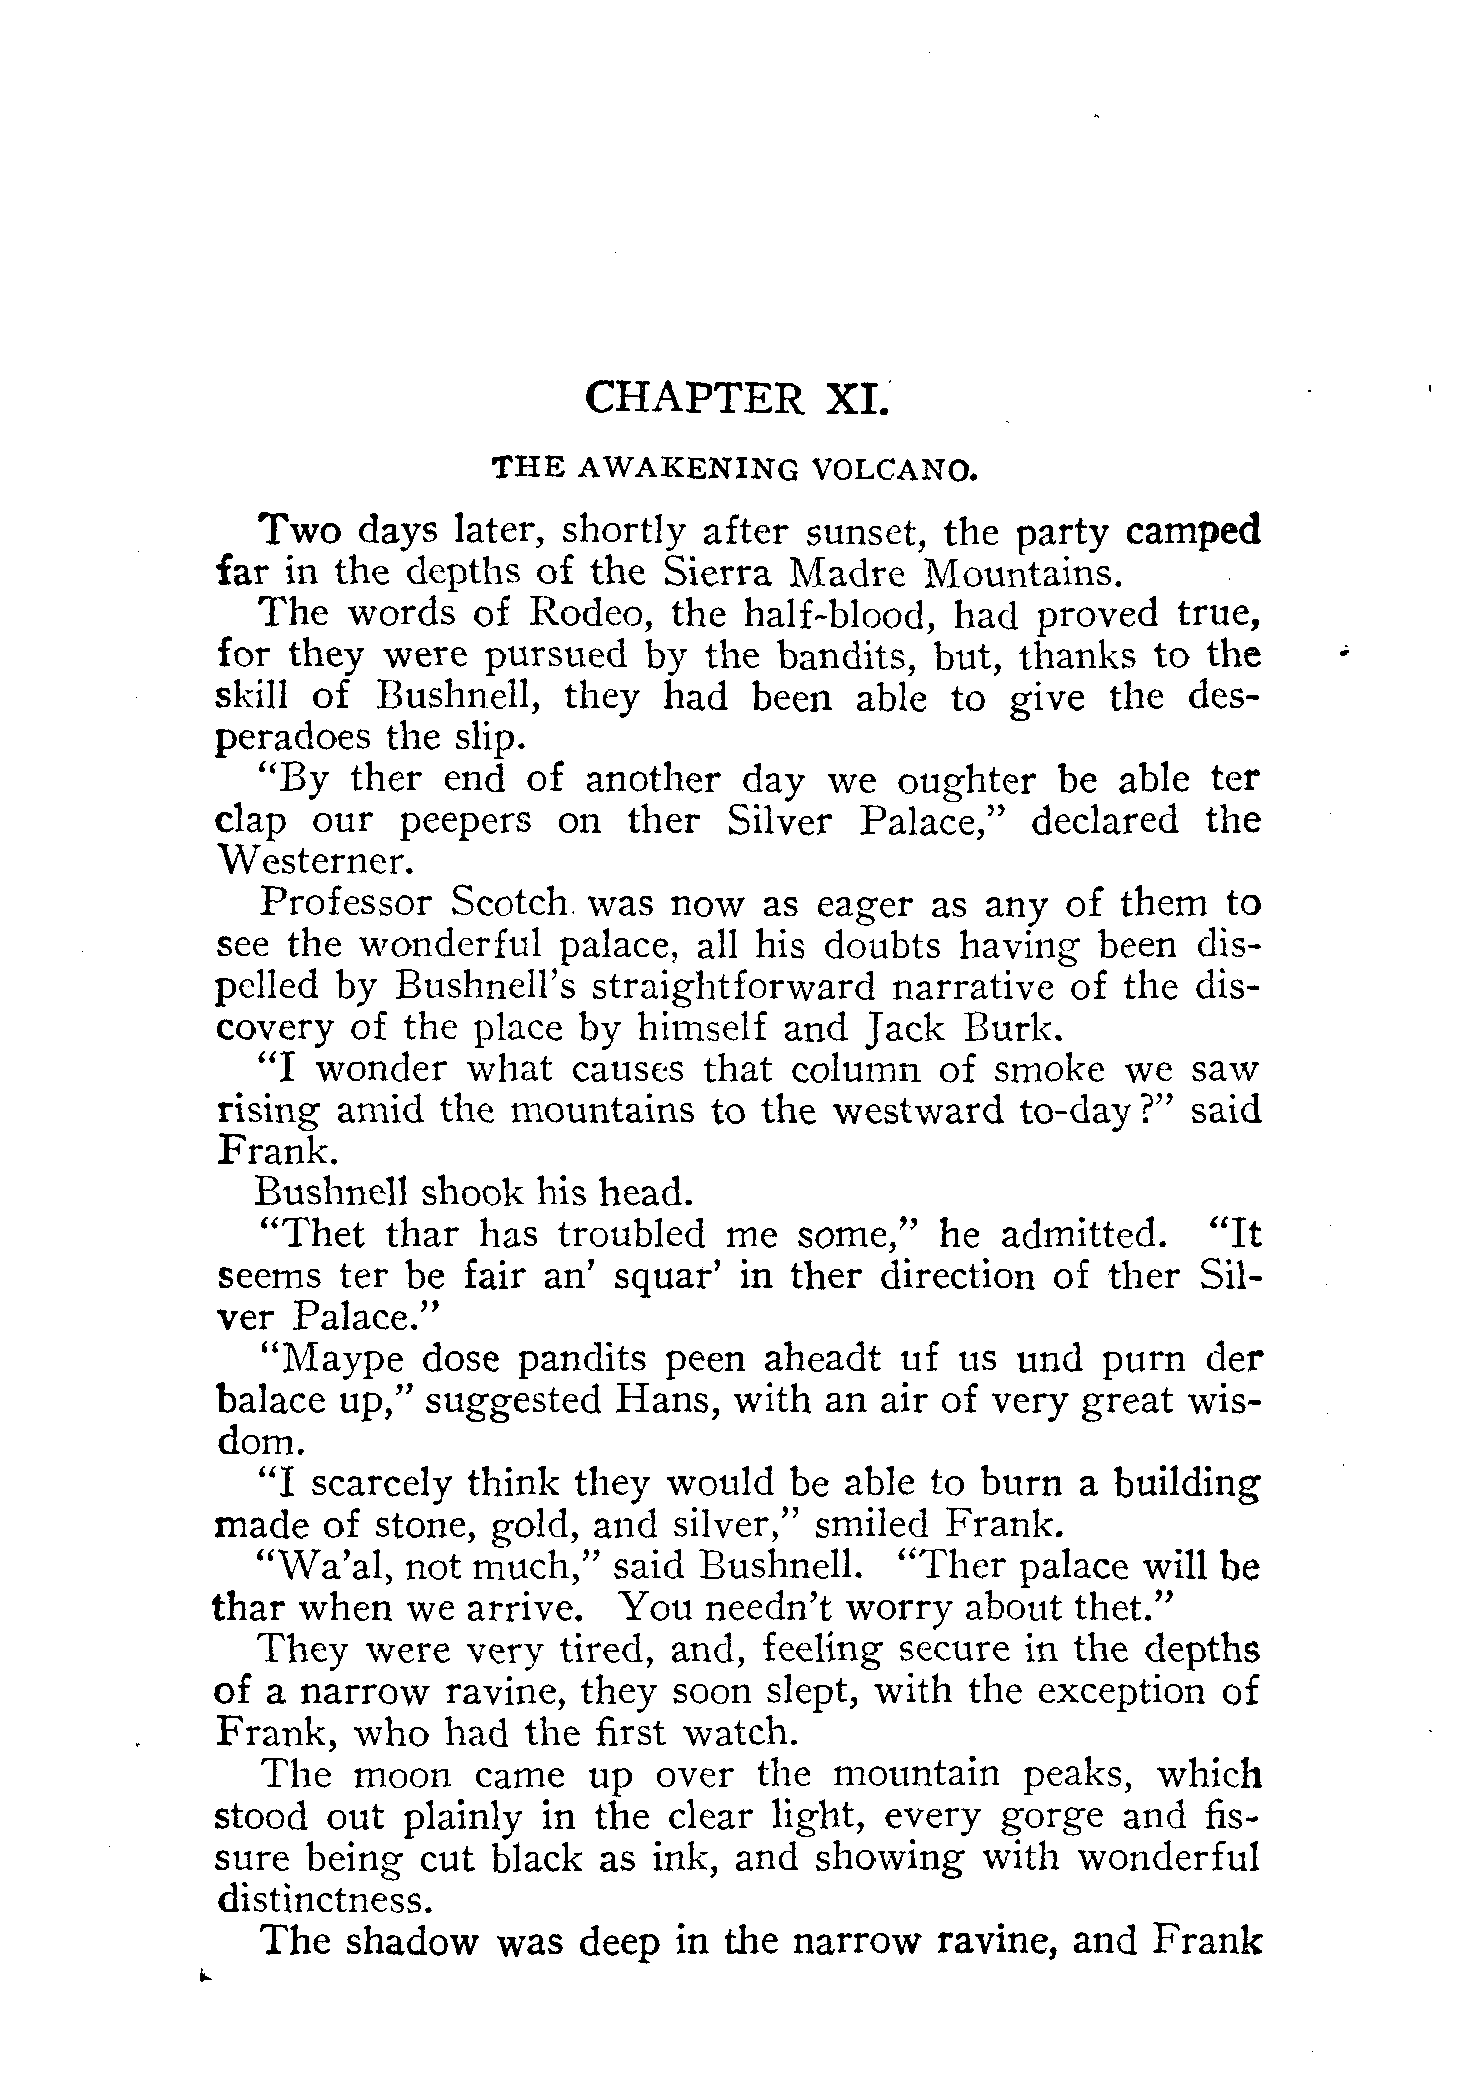 CHAPTER XI.
THE AWAKENING VOLCANO.
Two days later, shortly after sunset, the party camped
far in the depths of the Sierra Madre Mountains.
The words of Rodeo, the half-blood, had proved true,
for they were pursued by the bandits, but, thanks to the
skill of Bushnell, they had been able to give the des-
peradoes the slip.
“By ther end of another day we oughter be able ter
clap our peepers on ther Silver Palace,” declared the
Westerner.
Professor Scotch was now as eager as any of them to
see the wonderful palace, all his doubts having been dis-
pelled by Bushnell’s straightforward narrative of the dis-
covery of the place by himself and Jack Burk.
“I wonder what causes that column of smoke we saw
rising amid the mountains to the westward to-day?” said
Frank.
Bushnell shook his head.
“Thet thar has troubled me some,” he admitted. “It
seems ter be fair an’ squar’ in ther direction of ther Sil-
ver Palace.”
“Maype dose pandits peen aheadt uf us und purn der
balace up,” suggested Hans, with an air of very great wis-
dom.
“I scarcely think they would be able to burn a building
made of stone, gold, and silver,” smiled Frank.
“Wa’al, not much,” said Bushnell. “Ther palace will be
thar when we arrive. You needn’t worry about thet.”
They were very tired, and, feeling secure in the depths
of a narrow ravine, they soon slept, with the exception of
Frank, who had the first watch.
The moon came up over the mountain peaks, which
stood out plainly in the clear light, every gorge and fis-
sure being cut black as ink, and showing with wonderful
distinctness.
The shadow was deep in the narrow ravine, and Frank